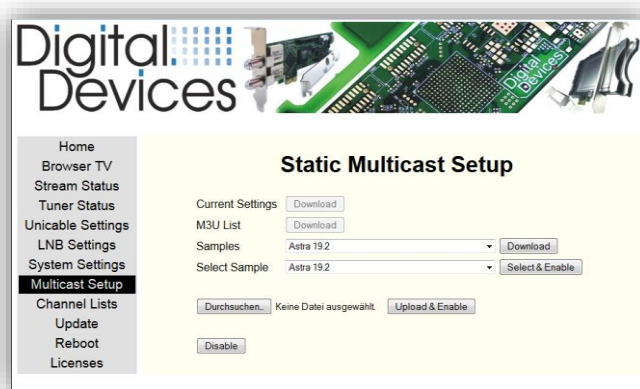 Digital
Devices
Digital
Devices
Home
Browser TV
Stream Status
Tuner Status
Unicable Settings
LNB Settings
System Settings
Multicast Setup
Channel Lists
Update
Reboot
Licenses
Static Multicast Setup
Current Settings Download
M3U List Download
Samples Astra 19.2 Download
Select Sample Astra 19.2 Select & Enable
Durchsuchen.. Keine Datei ausgewählt. Upload & Enable
Disable